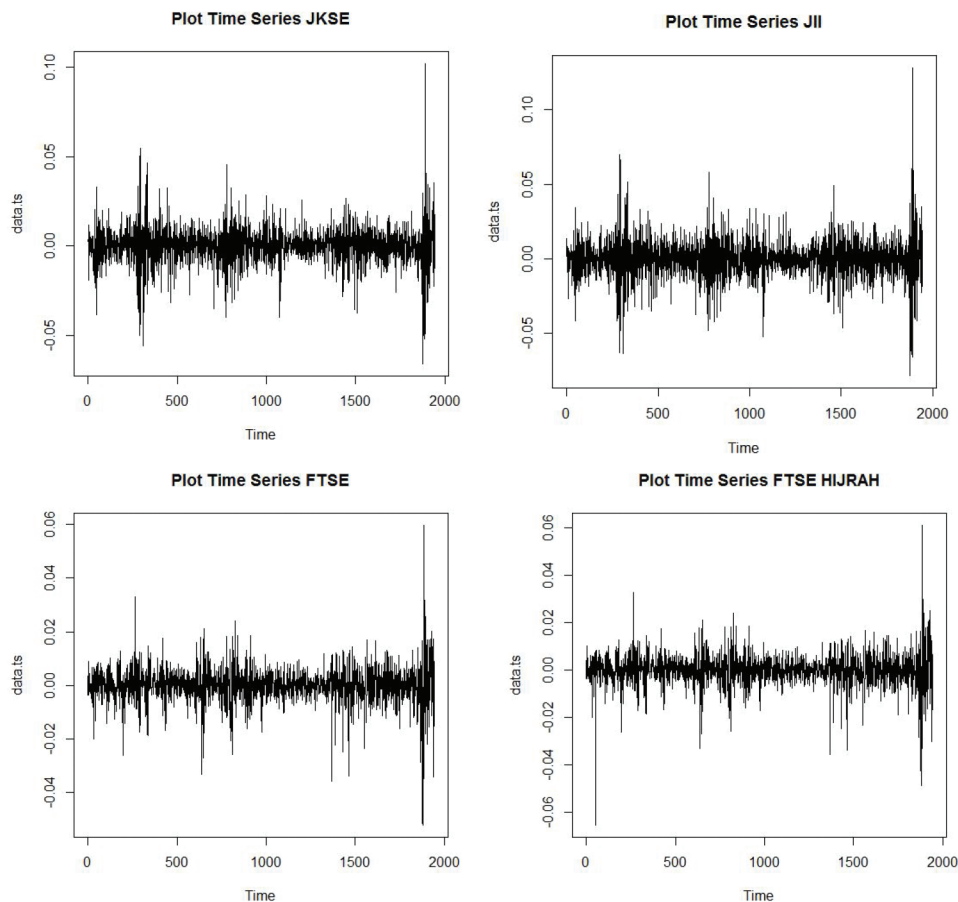 Plot Time Series JKSE
data.ts
0.10
0.05
0.00
-0.05
0 500 1000 1500 2000
Time
Plot Time Series JII
data.ts
0.10
0.05
0.00
-0.05
0 500 1000 1500 2000
Time
Plot Time Series FTSE
data.ts
0.06
0.04
0.02
0.00
-0.02
-0.04
0 500 1000 1500 2000
Time
Plot Time Series FTSE HIJRAH
data.ts
0.06
0.04
0.02
0.00
-0.02
-0.04
-0.06
0 500 1000 1500 2000
Time